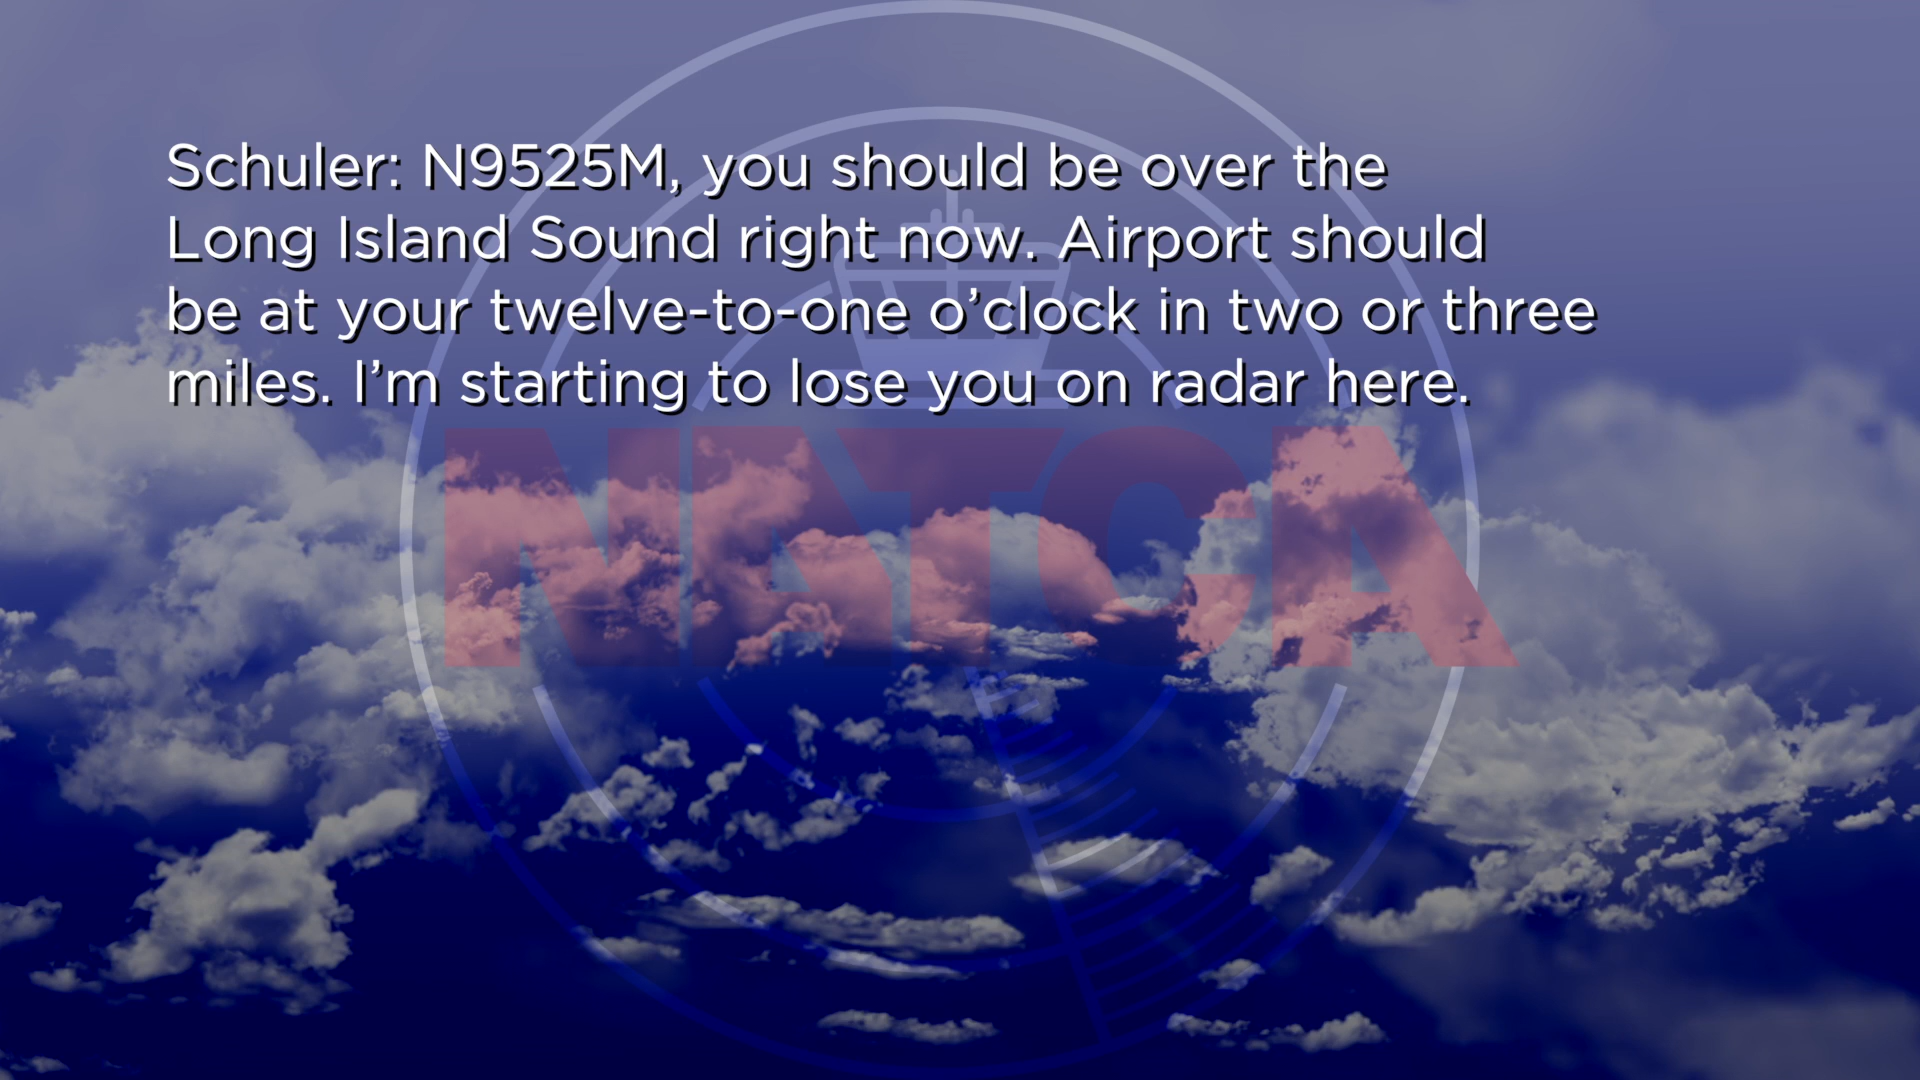 Schuler: N9525M, you should be over the
Long Island Sound right now. Airport should
be at your twelve-to-one o’clock in two or three
miles. I’m starting to lose you on radar here.
NATCA